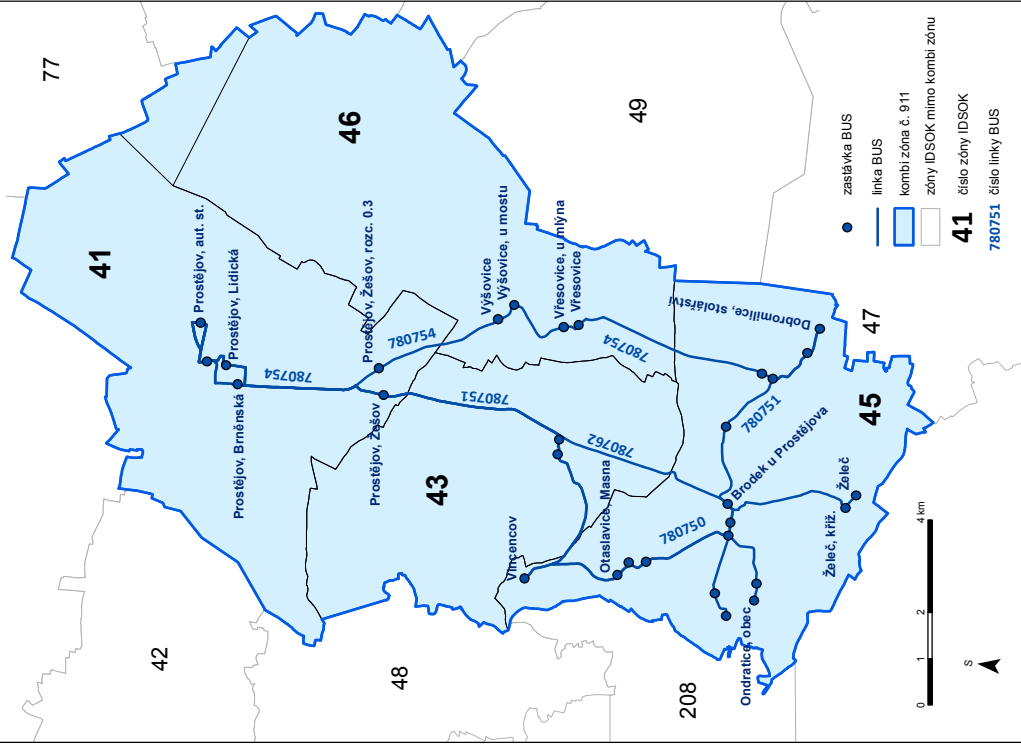 77
46
49
41
42
43
48
208
45
47
Prostějov, aut. st.
Prostějov, Lidická
Prostějov, Brněnská
780754
Prostějov, Žešov, rozc. 0.3
Prostějov, Žešov
780754
780751
Výšovice
Výšovice, u mostu
Vřesovice, u mlýna
Vřesovice
780754
780762
Vincencov
Otaslavice, Masna
780750
Dobromilice, stolářství
780751
Brodek u Prostějova
Želeč
Želeč, křiž.
Ondratice, obec
zastávka BUS
linka BUS
kombi zóna č. 911
zóny IDSOK mimo kombi zónu
41 číslo zóny IDSOK
780751 číslo linky BUS
0 1 2 4 km
S